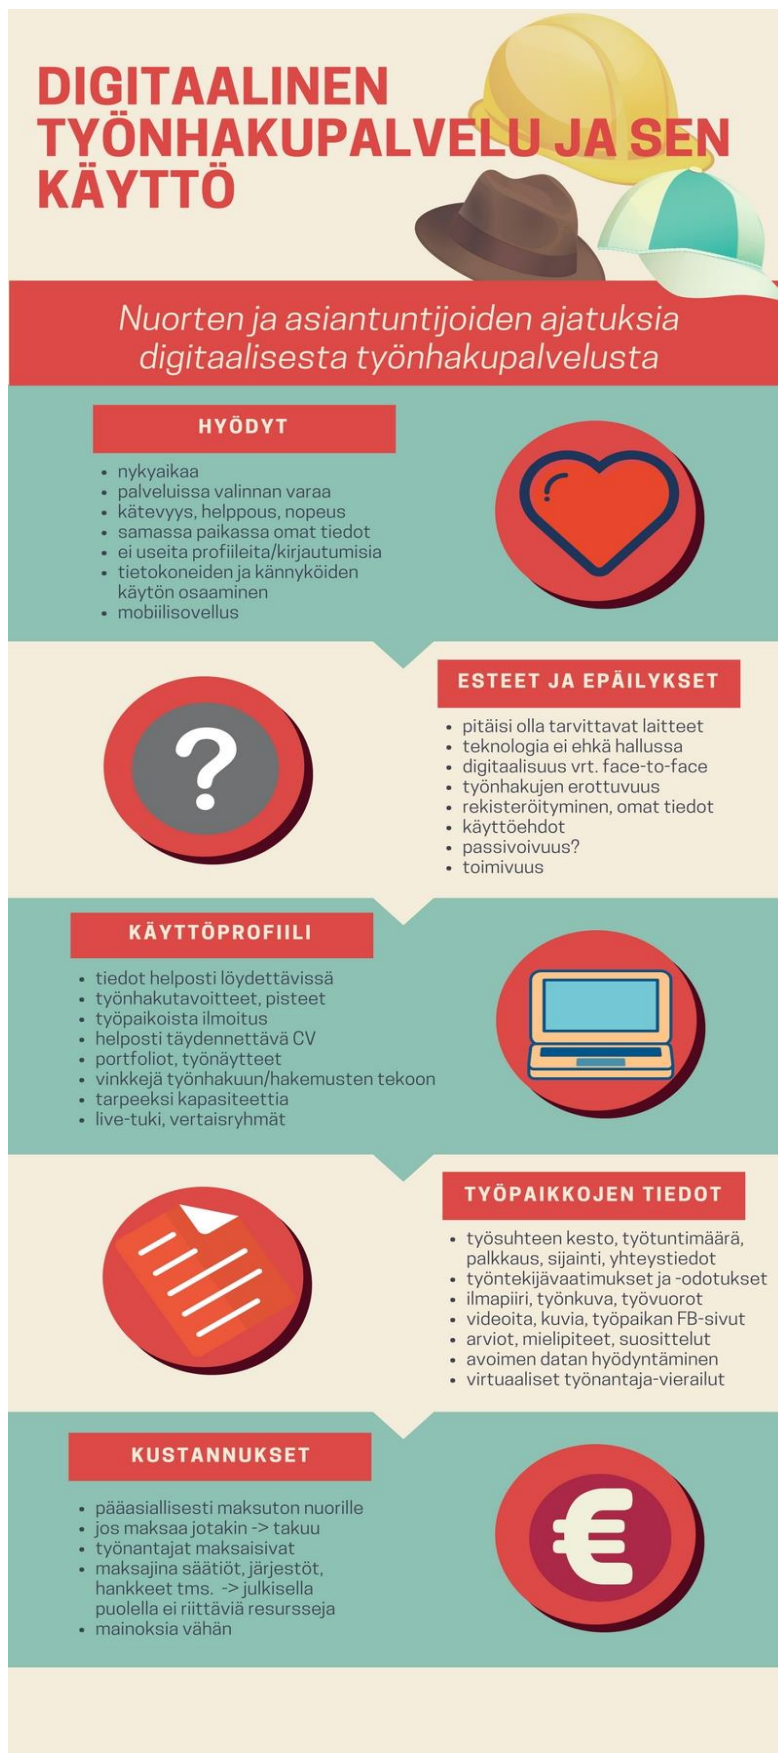 DIGITAALINEN
TYÖNHAKUPALVELU JA SEN
KÄYTTÖ
Nuorten ja asiantuntijoiden ajatuksia
digitaalisesta työnhakupalvelusta
HYÖDYT
• nykyaikaa
• palveluissa valinnan varaa
• kätevyys, helppous, nopeus
• samassa paikassa omat tiedot
• ei useita profiileita/kirjautumisia
• tietokoneiden ja kännyköiden
käytön osaaminen
• mobiilisovellus
?
ESTEET JA EPÄILYKSET
• pitäisi olla tarvittavat laitteet
• teknologia ei ehkä hallussa
• digitaalisuus vrt. face-to-face
• työnhakujen erottuvuus
• rekisteröityminen, omat tiedot
• käyttöehdot
• passivoivuus?
• toimivuus
KÄYTTÖPROFIILI
• tiedot helposti löydettävissä
• työnhakutavoitteet, pisteet
• työpaikoista ilmoitus
• helposti täydennettävä CV
• portfoliot, työnäytteet
• vinkkejä työnhakuun/hakemusten tekoon
• tarpeeksi kapasiteettia
• live-tuki, vertaisryhmät
TYÖPAIKKOJEN TIEDOT
• työsuhteen kesto, työtuntimäärä,
palkkaus, sijainti, yhteystiedot
• työntekijävaatimukset ja -odotukset
• ilmapiiri, työnkuva, työvuorot
• videoita, kuvia, työpaikan FB-sivut
• arviot, mielipiteet, suosittelut
• avoimen datan hyödyntäminen
• virtuaaliset työnantaja-vierailut
KUSTANNUKSET
• pääasiallisesti maksuton nuorille
• jos maksaa jotakin -> takuu
• työnantajat maksaisivat
• maksajina säätiöt, järjestöt,
hankkeet tms. -> julkisella
puolella ei riittäviä resursseja
• mainoksia vähän
€